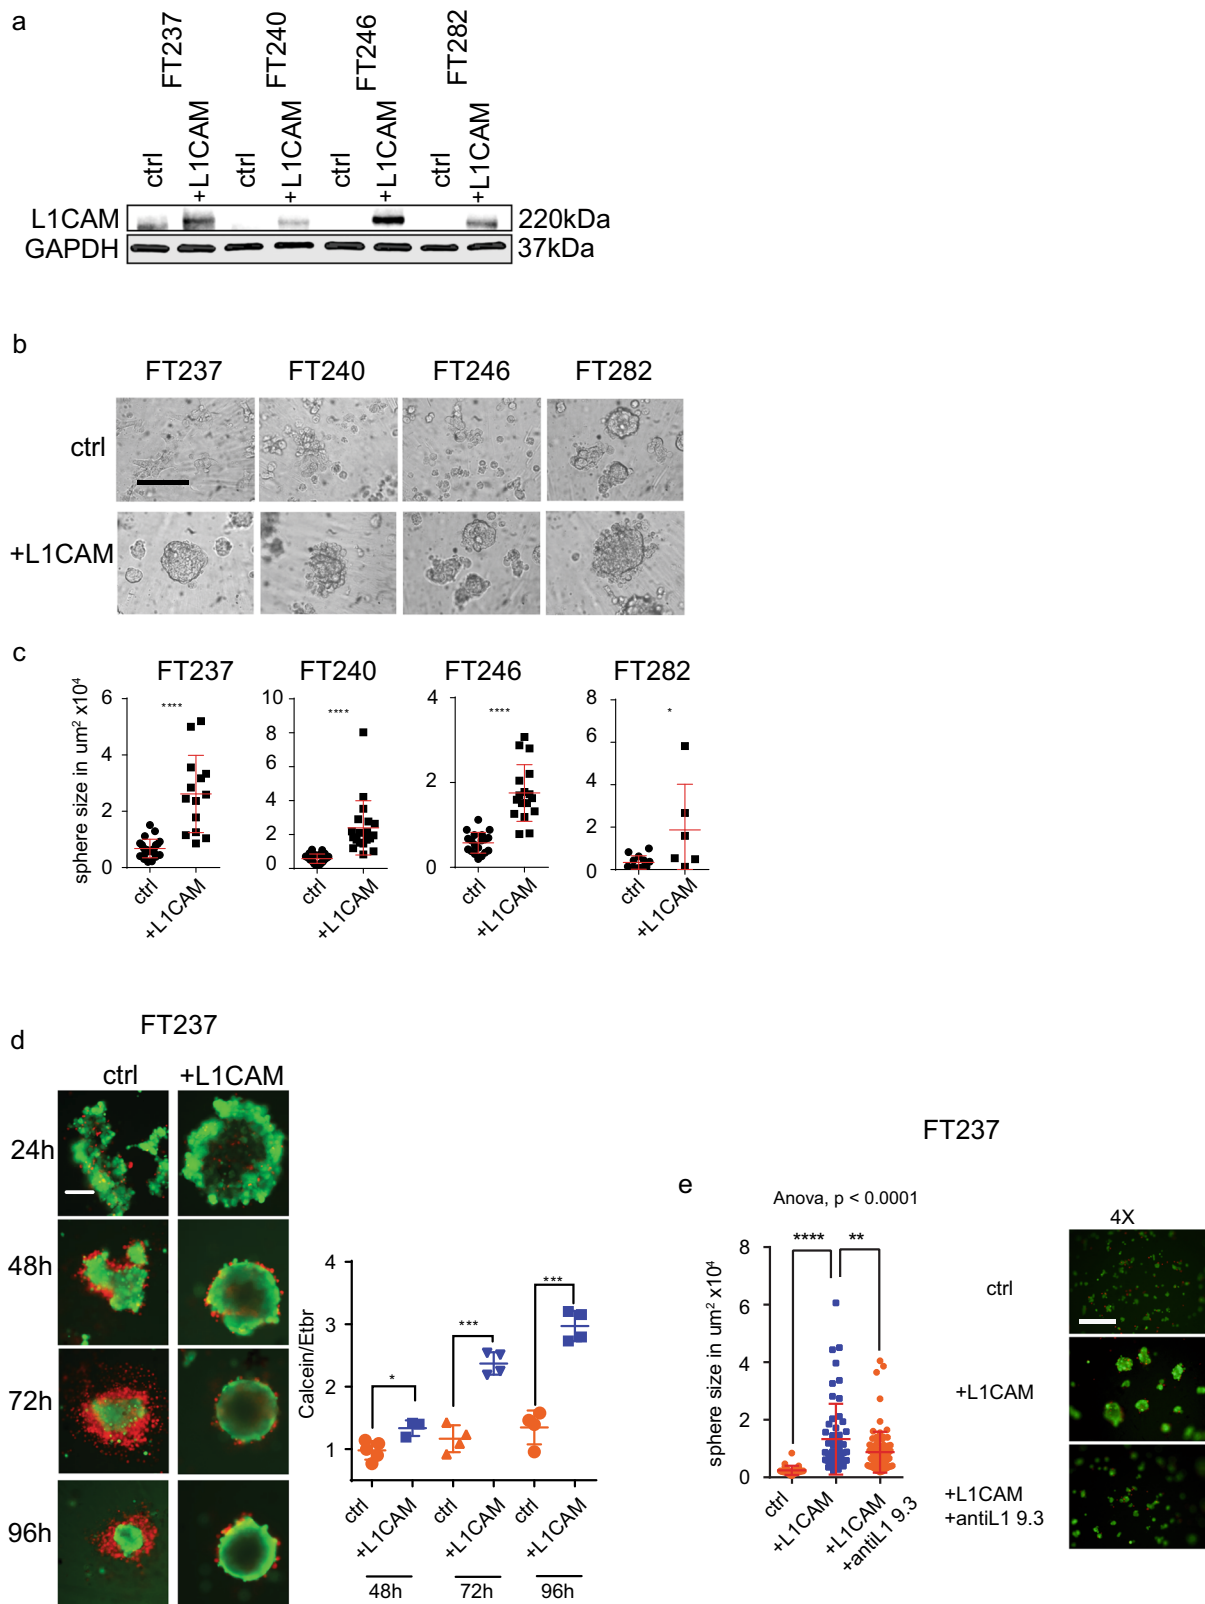 a
FT237
FT240
FT246
FT282
ctrl
+L1CAM
ctrl
+L1CAM
ctrl
+L1CAM
ctrl
+L1CAM
L1CAM
220kDa
GAPDH
37kDa
b
FT237
FT240
FT246
FT282
ctrl
+L1CAM
c
FT237
FT240
FT246
FT282
sphere size in um² x10⁴
6
4
2
0
****
ctrl
+L1CAM
10
8
6
4
2
0
****
ctrl
+L1CAM
4
2
0
****
ctrl
+L1CAM
8
6
4
2
0
*
ctrl
+L1CAM
d
FT237
ctrl
+L1CAM
24h
48h
72h
96h
Calcein/Etbr
4
3
2
1
*
***
***
ctrl
+L1CAM
ctrl
+L1CAM
ctrl
+L1CAM
48h
72h
96h
FT237
e
Anova, p < 0.0001
sphere size in um² x10⁴
8
6
4
2
0
****
**
ctrl
+L1CAM
+L1CAM
+antiL1 9.3
4X
ctrl
+L1CAM
+L1CAM
+antiL1 9.3